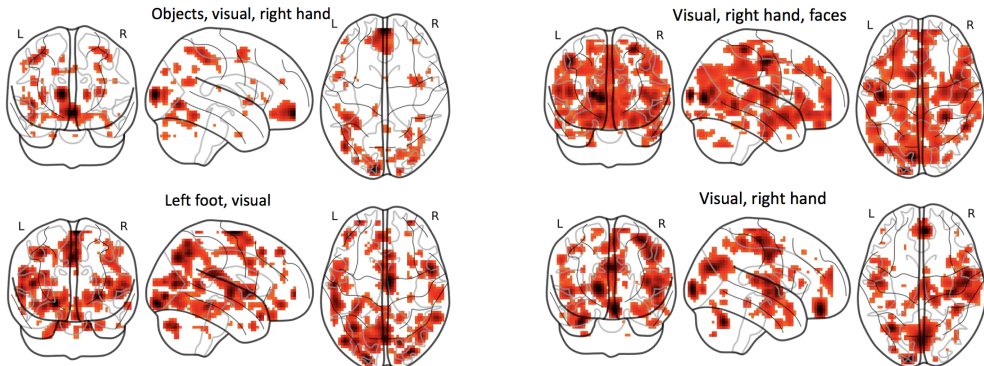 Objects, visual, right hand
L R L R
Visual, right hand, faces
L R L R
Left foot, visual
L R L R
Visual, right hand
L R L R